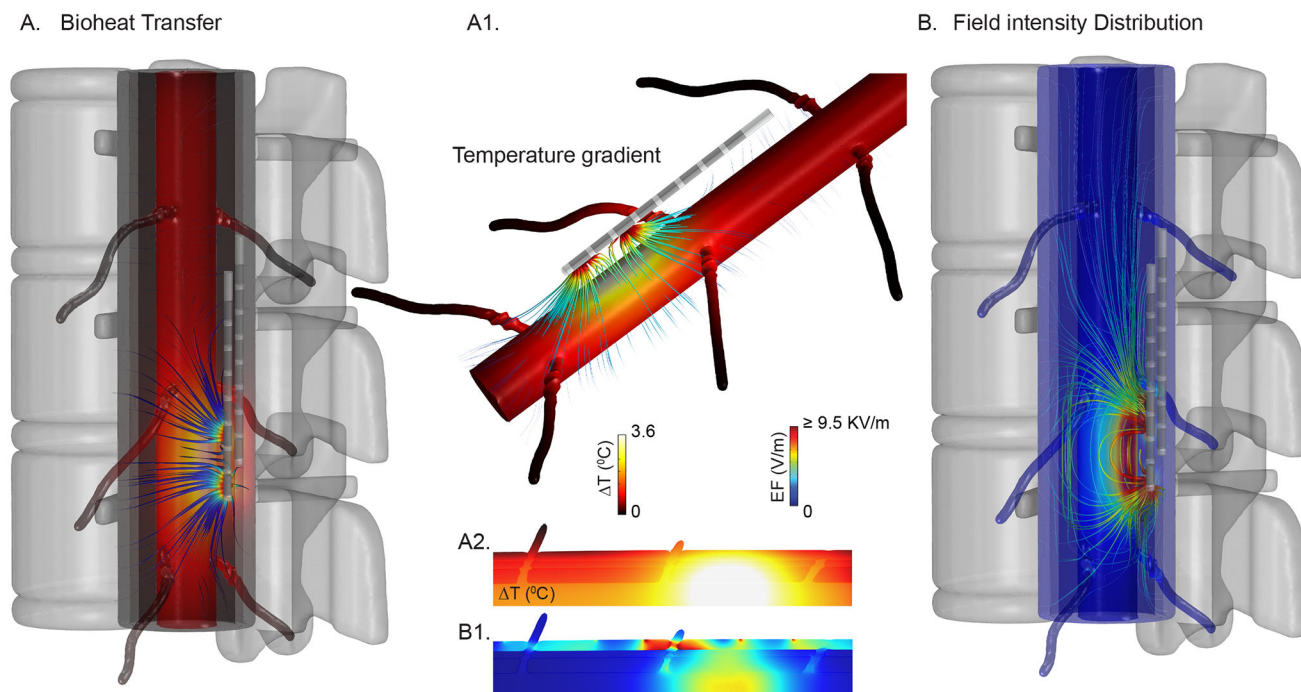 A. Bioheat Transfer
A1.
B. Field intensity Distribution
Temperature gradient
3.6
ΔT (⁰C)
0
≥ 9.5 KV/m
EF (V/m)
0
A2.
ΔT (⁰C)
B1.